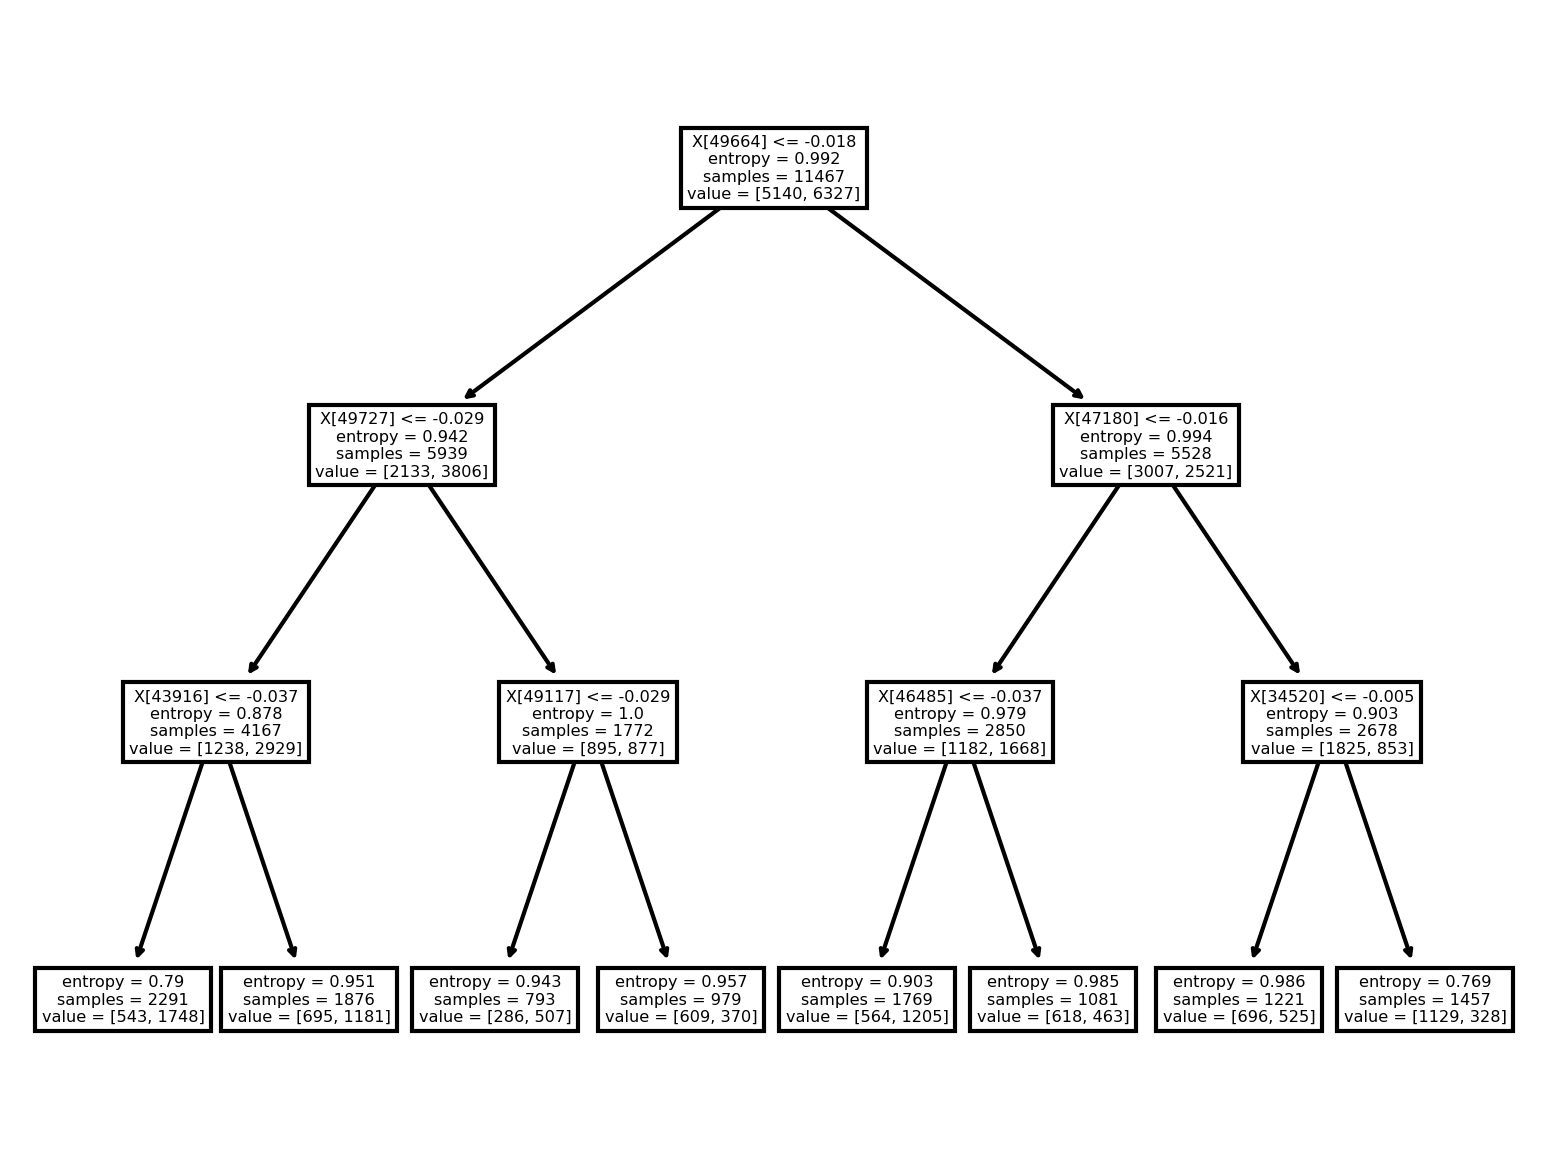 X[49664] <= -0.018
entropy = 0.992
samples = 11467
value = [5140, 6327]
X[49727] <= -0.029
entropy = 0.942
samples = 5939
value = [2133, 3806]
X[47180] <= -0.016
entropy = 0.994
samples = 5528
value = [3007, 2521]
X[43916] <= -0.037
entropy = 0.878
samples = 4167
value = [1238, 2929]
X[49117] <= -0.029
entropy = 1.0
samples = 1772
value = [895, 877]
X[46485] <= -0.037
entropy = 0.979
samples = 2850
value = [1182, 1668]
X[34520] <= -0.005
entropy = 0.903
samples = 2678
value = [1825, 853]
entropy = 0.79
samples = 2291
value = [543, 1748]
entropy = 0.951
samples = 1876
value = [695, 1181]
entropy = 0.943
samples = 793
value = [286, 507]
entropy = 0.957
samples = 979
value = [609, 370]
entropy = 0.903
samples = 1769
value = [564, 1205]
entropy = 0.985
samples = 1081
value = [618, 463]
entropy = 0.986
samples = 1221
value = [696, 525]
entropy = 0.769
samples = 1457
value = [1129, 328]